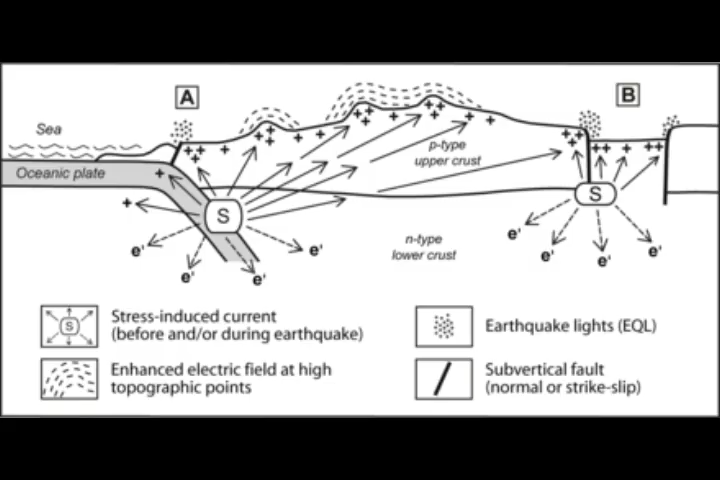 A
B
Sea
Oceanic plate
p-type
upper crust
S
S
n-type
lower crust
+
+
e'
e'
e'
e'
e'
e'
e'
e'
S
Stress-induced current
(before and/or during earthquake)
Earthquake lights (EQL)
Enhanced electric field at high
topographic points
Subvertical fault
(normal or strike-slip)